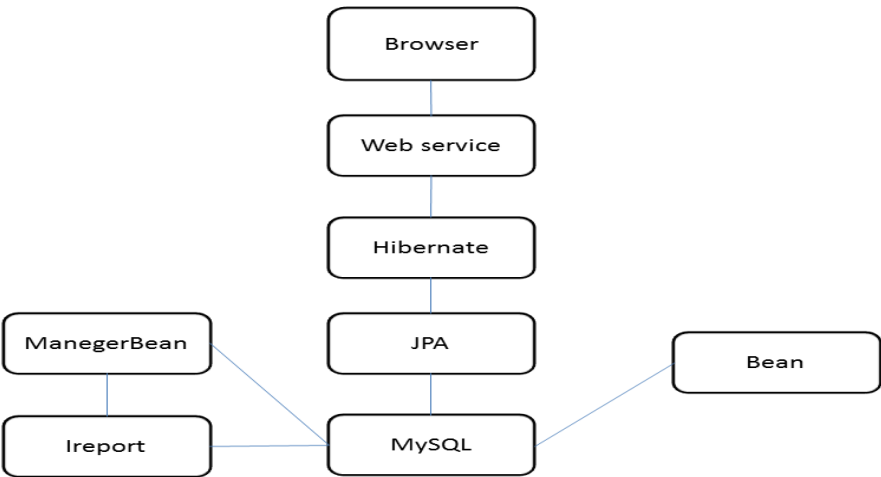 Browser
Web service
Hibernate
ManegerBean
JPA
Bean
Ireport
MySQL